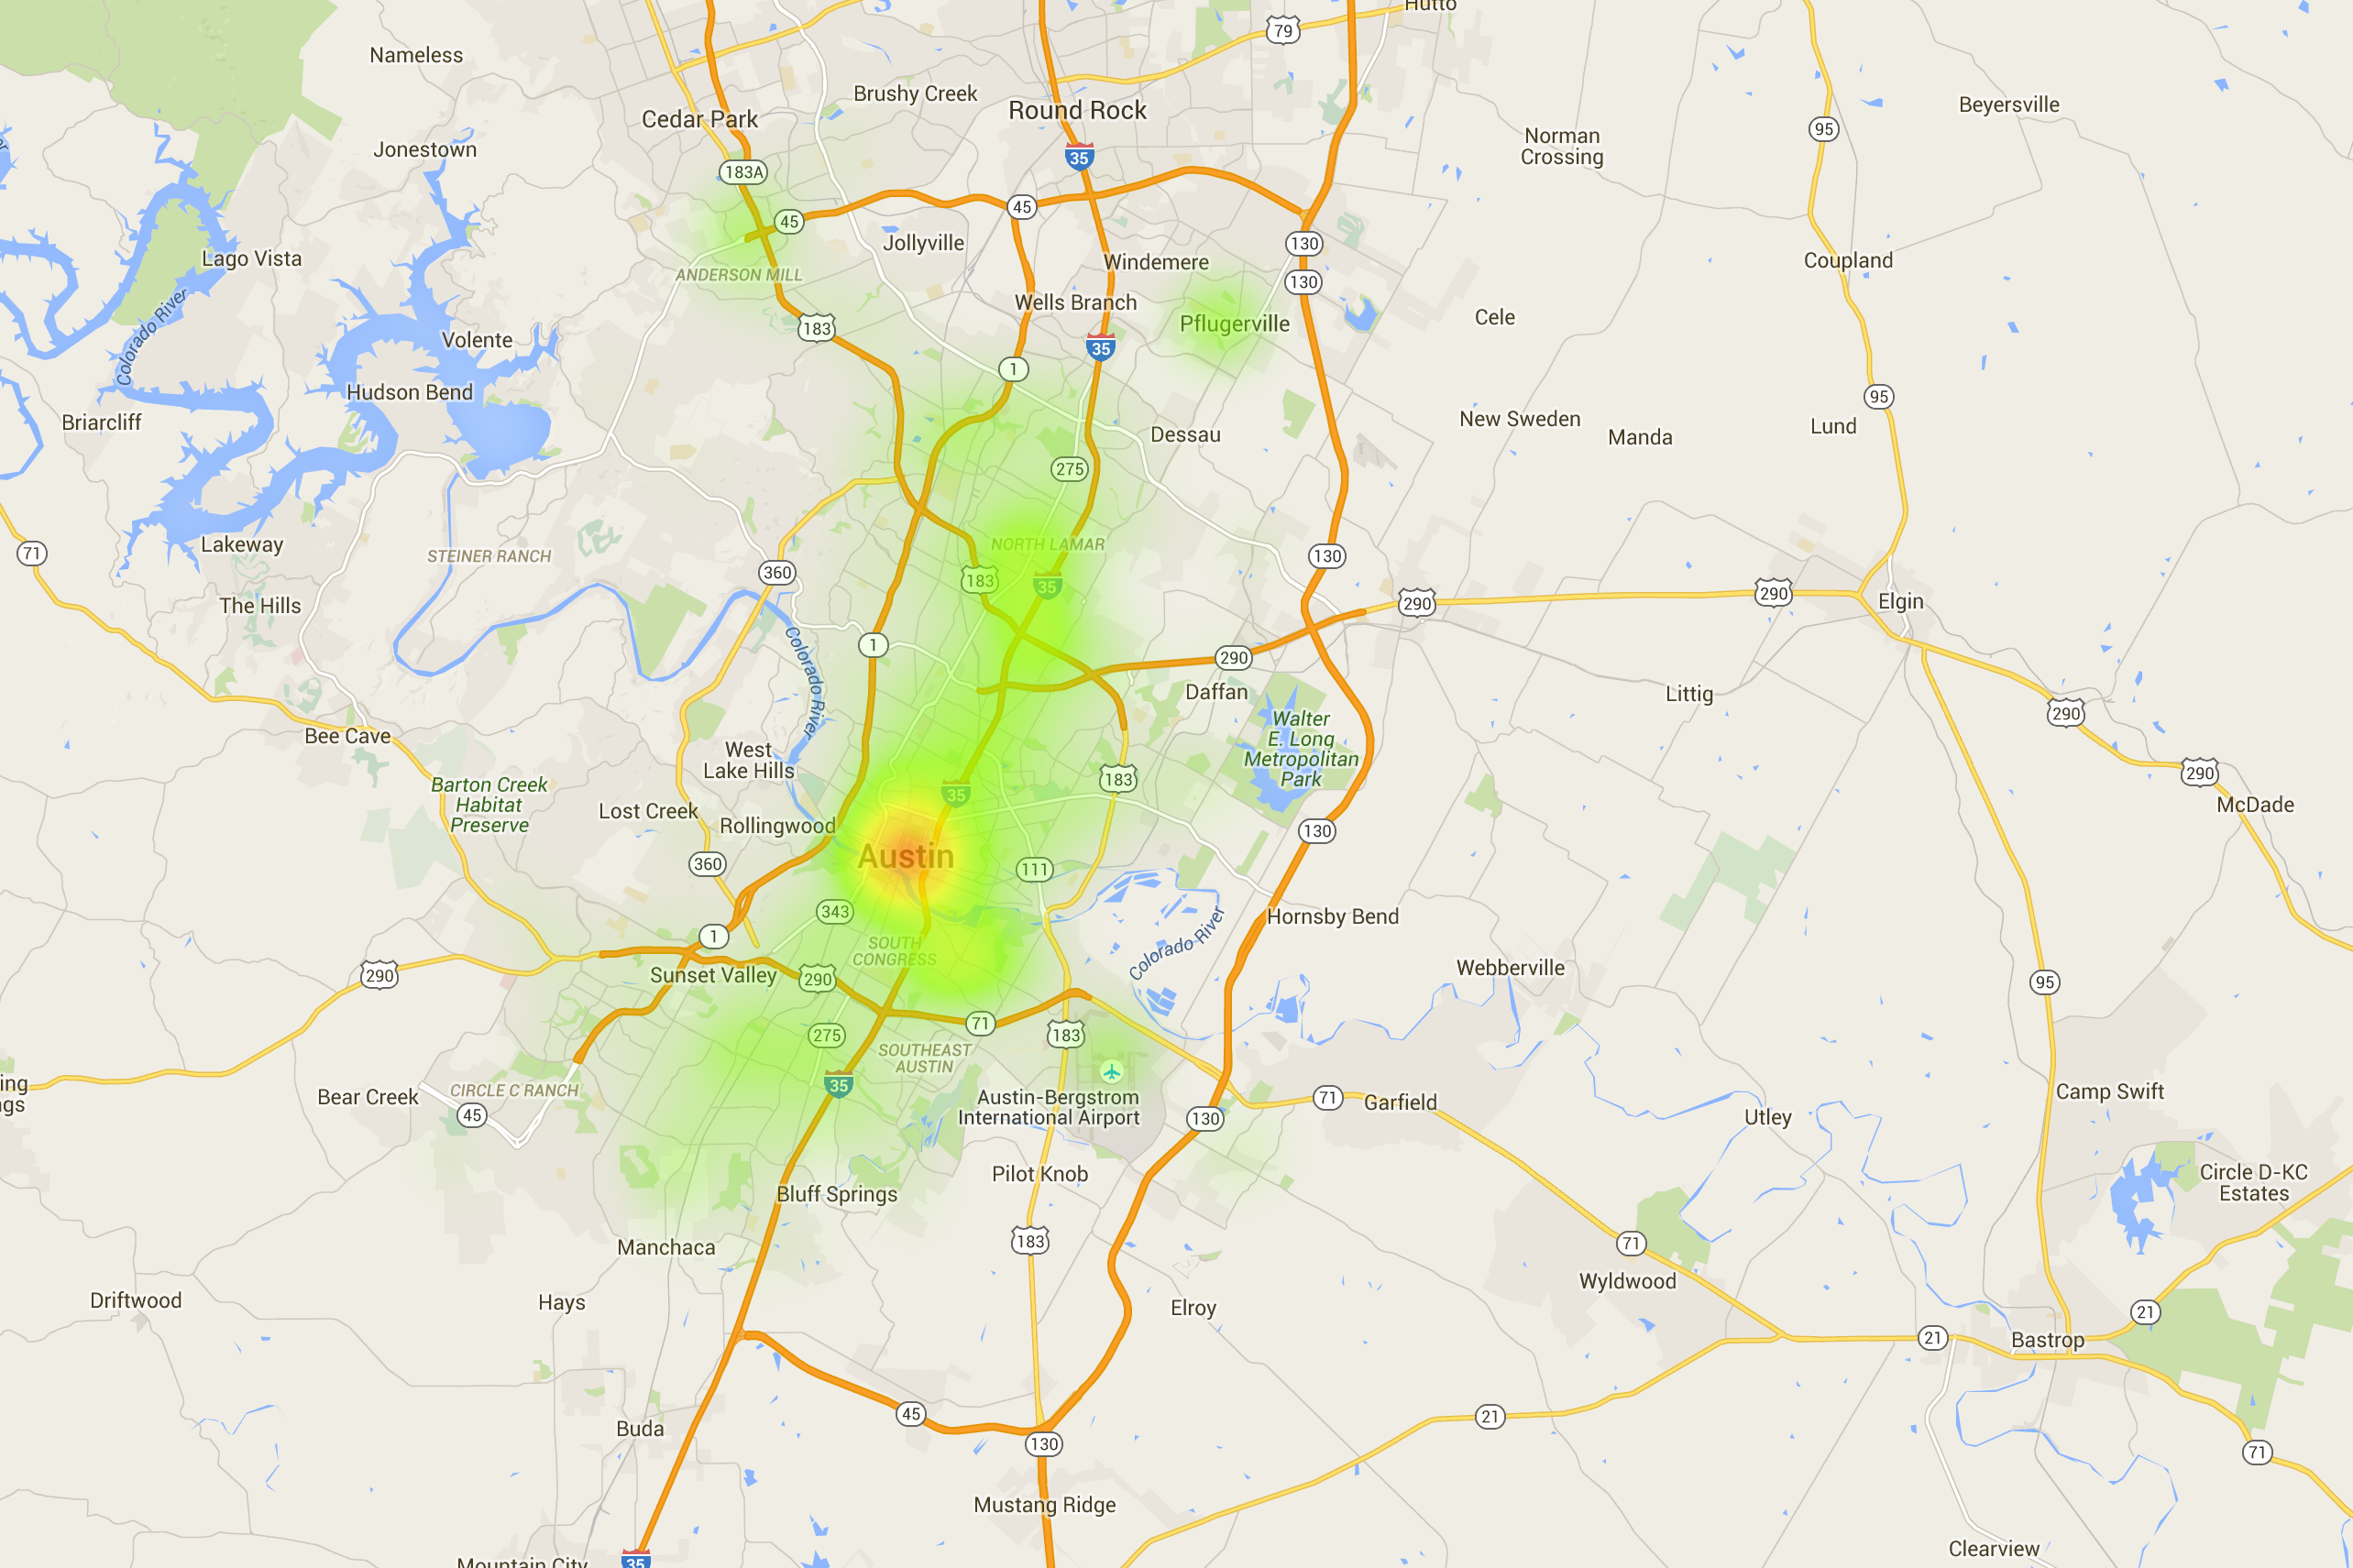 Hutto
79
Nameless
Brushy Creek
Cedar Park
Round Rock
Beyersville
95
Norman
Crossing
Jonestown
35
183A
45
45
Jollyville
130
Lago Vista
Windemere
Coupland
ANDERSON MILL
130
Wells Branch
Colorado River
Pflugerville
Cele
183
Volente
35
1
Hudson Bend
95
Briarcliff
New Sweden
Lund
Dessau
Manda
275
Lakeway
NORTH LAMAR
71
STEINER RANCH
130
360
183
35
The Hills
290
290
Elgin
1
Colorado River
290
Daffan
Littig
290
Walter
E. Long
Metropolitan
Park
Bee Cave
West
Lake Hills
290
183
Barton Creek
Habitat
Preserve
35
Lost Creek
McDade
Rollingwood
130
Austin
360
111
343
Hornsby Bend
1
SOUTH
CONGRESS
Colorado River
Webberville
290
Sunset Valley
290
95
71
275
183
SOUTHEAST
AUSTIN
ing
gs
35
CIRCLE C RANCH
Bear Creek
Austin-Bergstrom
International Airport
71
Garfield
Camp Swift
45
130
Utley
Pilot Knob
Circle D-KC
Estates
Bluff Springs
183
Manchaca
71
Wyldwood
Driftwood
Hays
Elroy
21
21
Bastrop
45
21
Buda
130
71
Mustang Ridge
Clearview
Mountain City
35